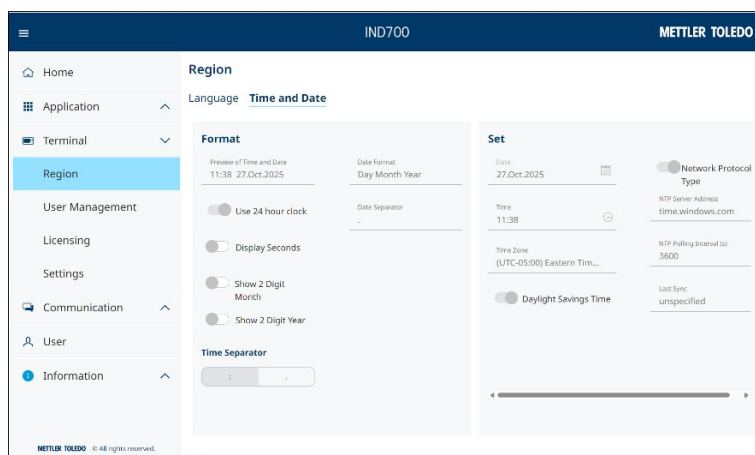 IND700
METTLER TOLEDO
Home
Application
Terminal
Region
User Management
Licensing
Settings
Communication
User
Information
METTLER TOLEDO © All rights reserved.
Region
Language Time and Date
Format
Preview of Time and Date
11:38 27.Oct.2025
Date Format
Day Month Year
Use 24 hour clock
Date Separator
.
Display Seconds
Show 2 Digit
Month
Show 2 Digit Year
Time Separator
: .
Set
Date
27.Oct.2025
Time
11:38
Time Zone
(UTC-05:00) Eastern Tim...
Daylight Savings Time
Network Protocol
Type
NTP Server Address
time.windows.com
NTP Polling Interval (s)
3600
Last Sync
unspecified